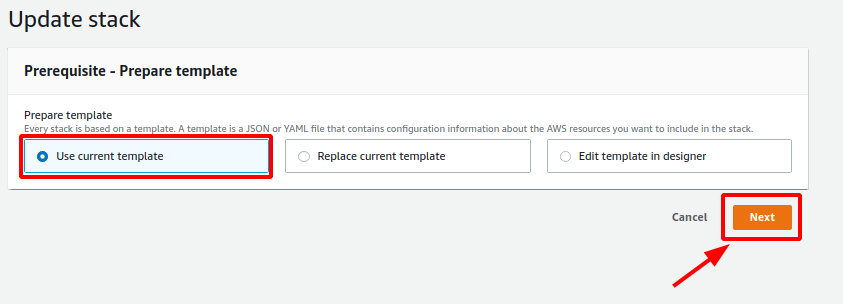 Update stack
Prerequisite - Prepare template
Prepare template
Every stack is based on a template. A template is a JSON or YAML file that contains configuration information about the AWS resources you want to include in the stack.
Use current template
Replace current template
Edit template in designer
Cancel
Next